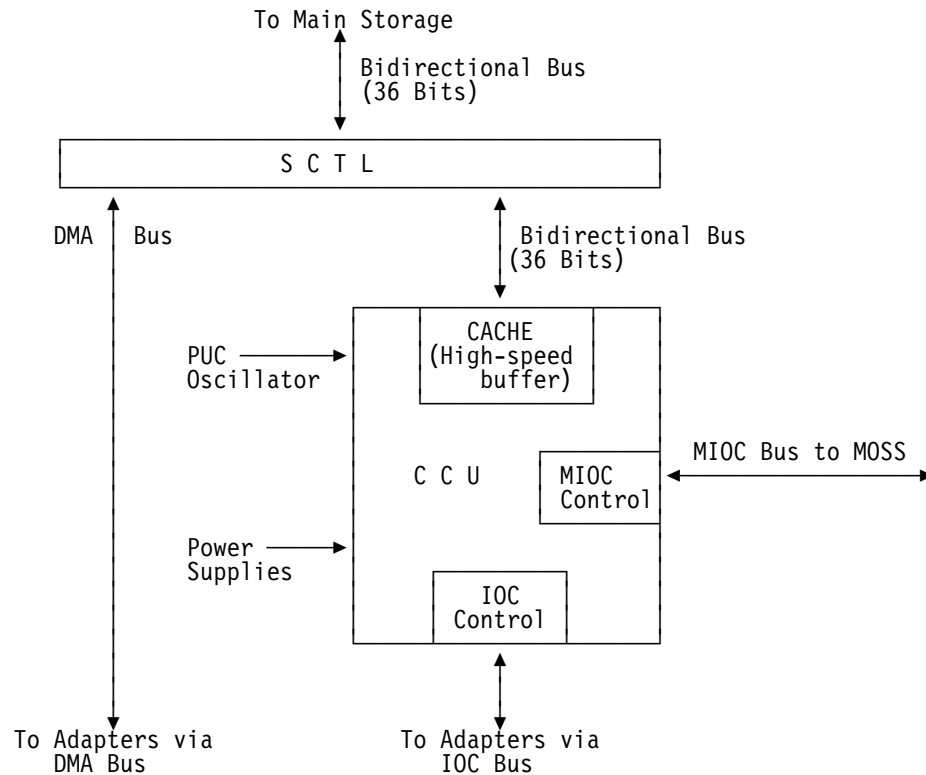 To Main Storage
Bidirectional Bus
(36 Bits)
S C T L
DMA Bus
Bidirectional Bus
(36 Bits)
CACHE
(High-speed
buffer)
PUC
Oscillator
MIOC Bus to MOSS
C C U
MIOC
Control
Power
Supplies
IOC
Control
To Adapters via
DMA Bus
To Adapters via
IOC Bus